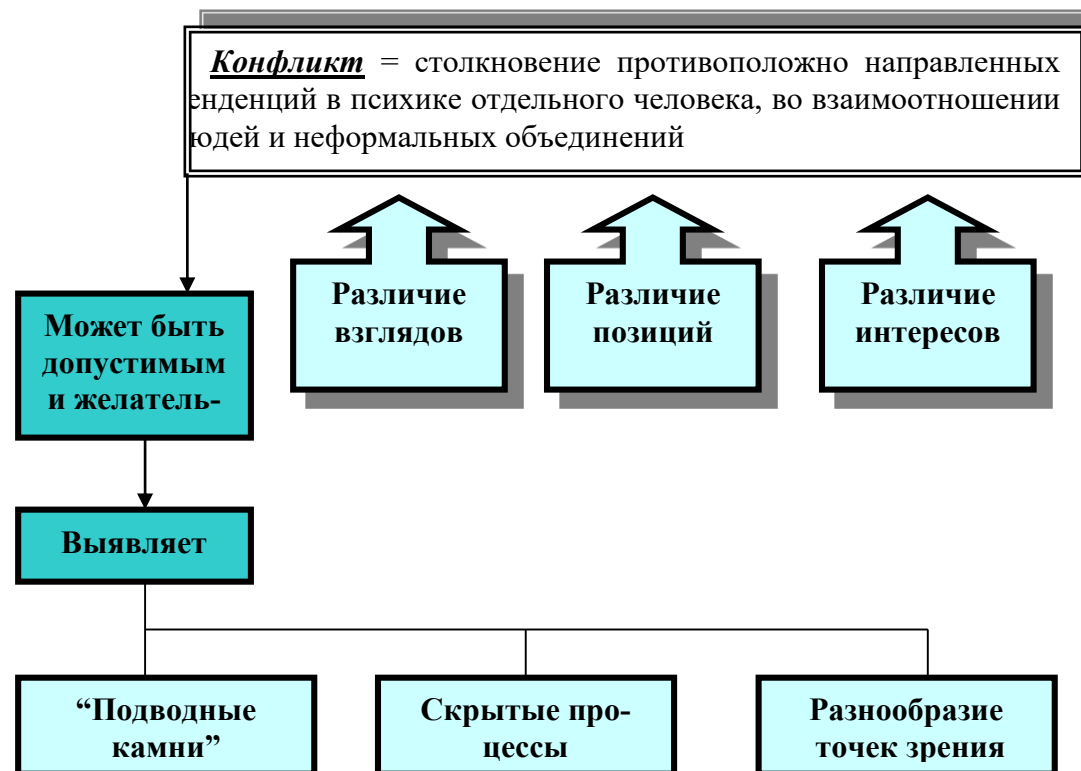 Конфликт = столкновение противоположно направленных
енденций в психике отдельного человека, во взаимоотношении
юдей и неформальных объединений
Различие
взглядов
Различие
позиций
Различие
интересов
Может быть
допустимым
и желатель-
Выявляет
“Подводные
камни”
Скрытые про-
цессы
Разнообразие
точек зрения